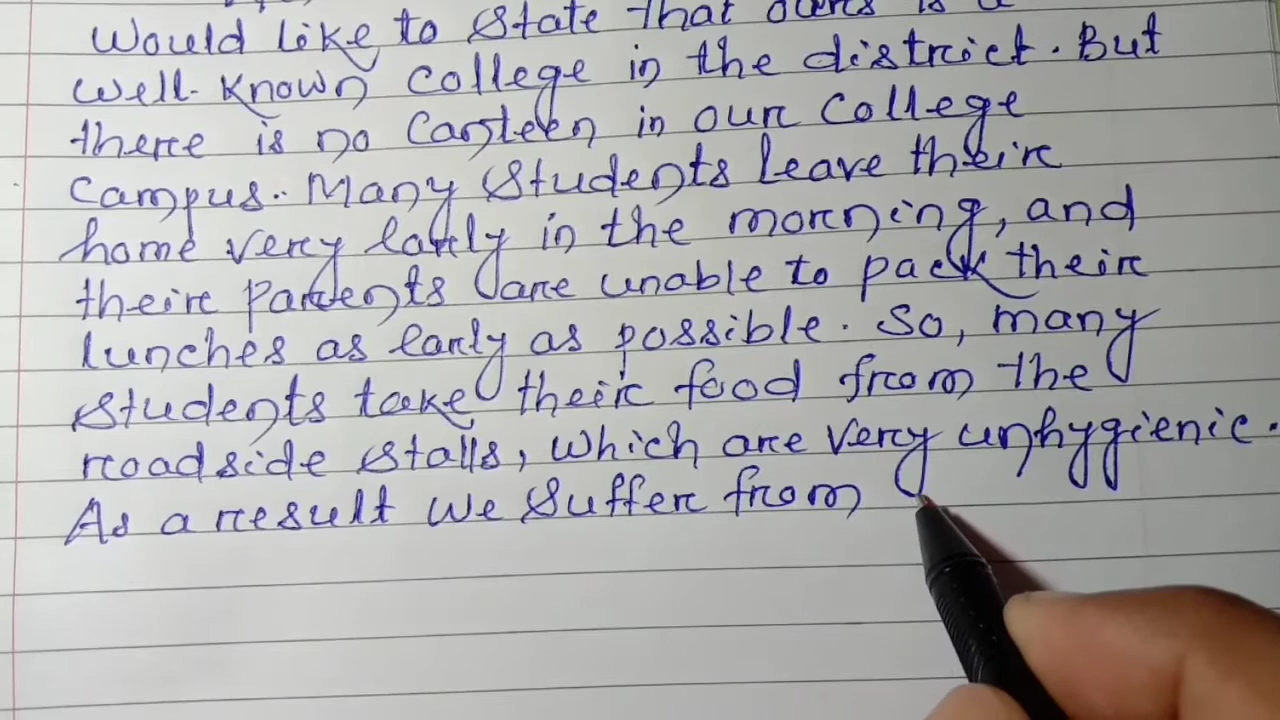 Would like to state that ours is a
well-known college in the district. But
there is no Canteen in our college
campus. Many students leave their
home very early in the morning, and
their parents are unable to pack their
lunches as early as possible. So, many
students take their food from the
roadside stalls, which are very unhygienic.
As a result we suffer from